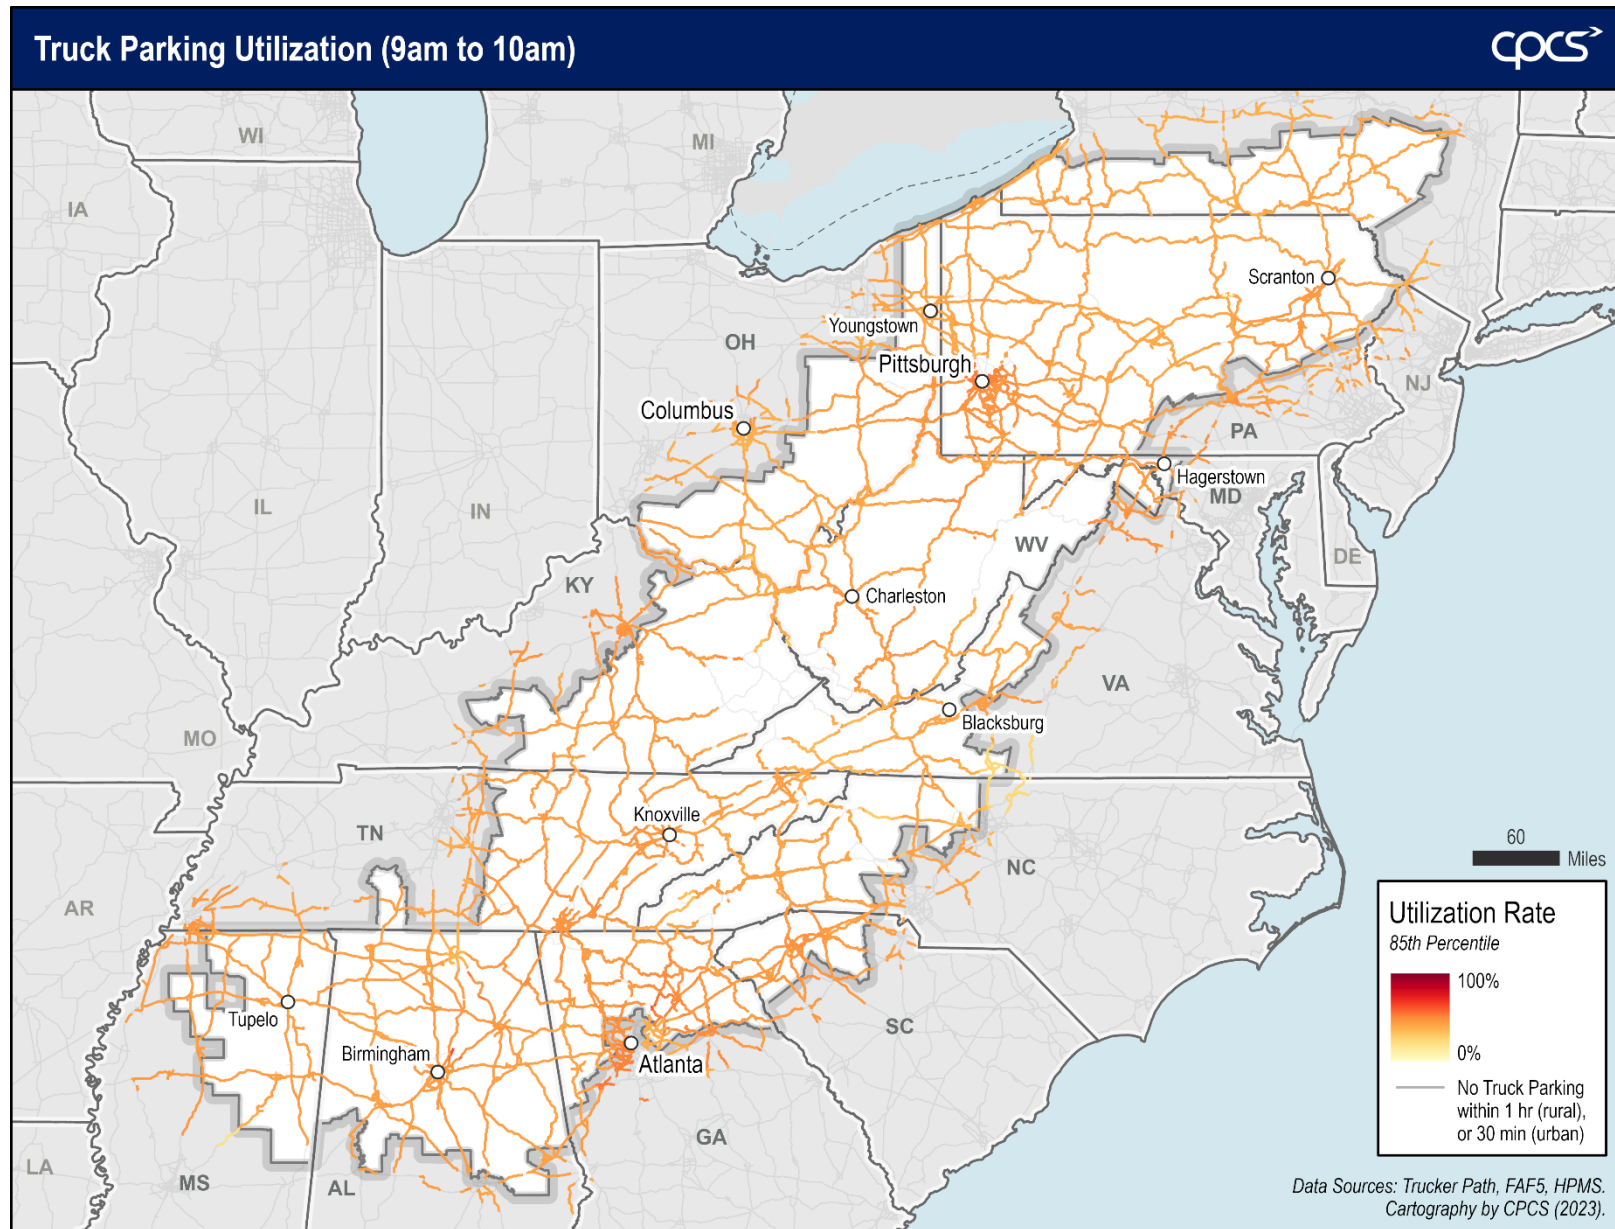 Truck Parking Utilization (9am to 10am)
cpcs
WI
MI
IA
Scranton
Youngstown
OH
Pittsburgh
NJ
Columbus
PA
Hagerstown
MD
IL
IN
WV
DE
KY
Charleston
VA
Blacksburg
MO
Knoxville
TN
60
Miles
NC
AR
Utilization Rate
85th Percentile
100%
0%
No Truck Parking
within 1 hr (rural),
or 30 min (urban)
Tupelo
SC
Birmingham
Atlanta
GA
LA
MS
AL
Data Sources: Trucker Path, FAF5, HPMS.
Cartography by CPCS (2023).